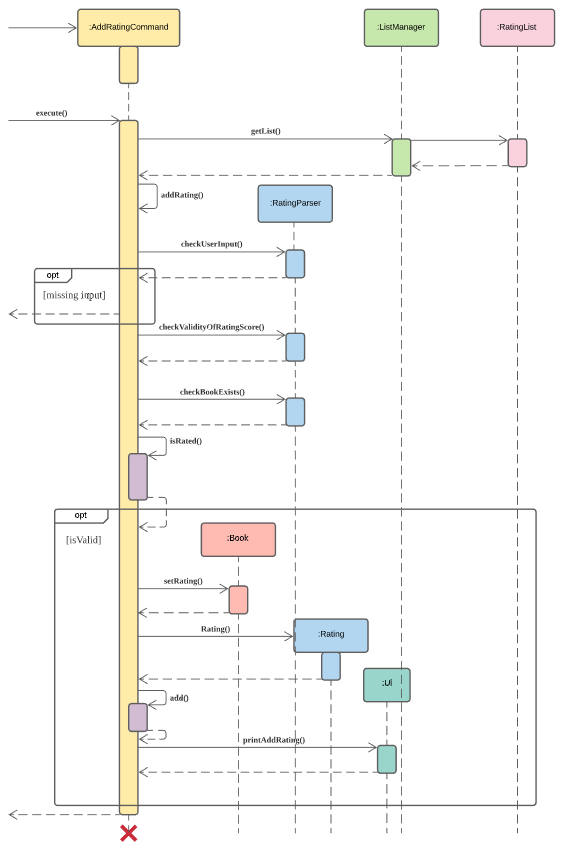 :AddRatingCommand
:ListManager
:RatingList
execute()
getList()
addRating()
:RatingParser
checkUserInput()
opt
[missing input]
checkValidityOfRatingScore()
checkBookExists()
isRated()
opt
[isValid]
:Book
setRating()
Rating()
:Rating
:Ui
add()
printAddRating()